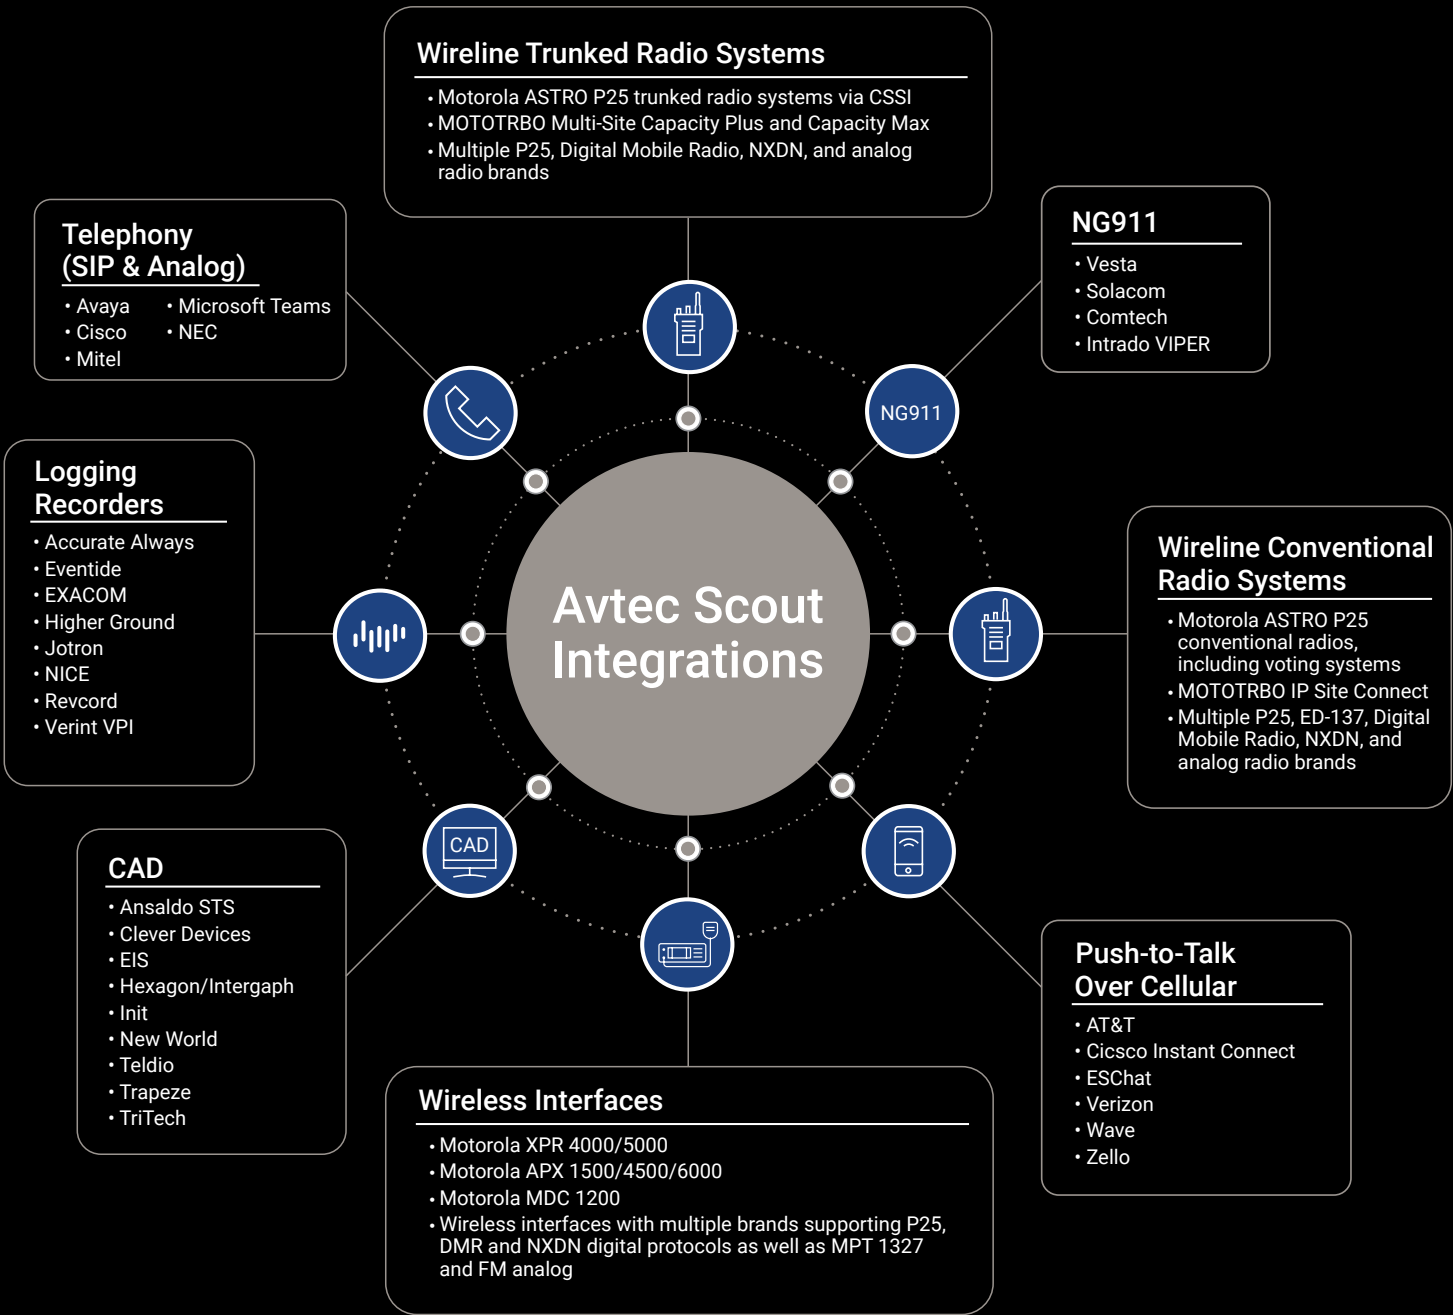 Wireline Trunked Radio Systems
• Motorola ASTRO P25 trunked radio systems via CSSI
• MOTOTRBO Multi-Site Capacity Plus and Capacity Max
• Multiple P25, Digital Mobile Radio, NXDN, and analog
radio brands
Telephony
(SIP & Analog)
• Avaya
• Cisco
• Mitel
• Microsoft Teams
• NEC
NG911
• Vesta
• Solacom
• Comtech
• Intrado VIPER
NG911
Logging
Recorders
• Accurate Always
• Eventide
• EXACOM
• Higher Ground
• Jotron
• NICE
• Revcord
• Verint VPI
Avtec Scout
Integrations
Wireline Conventional
Radio Systems
• Motorola ASTRO P25
conventional radios,
including voting systems
• MOTOTRBO IP Site Connect
• Multiple P25, ED-137, Digital
Mobile Radio, NXDN, and
analog radio brands
CAD
CAD
• Ansaldo STS
• Clever Devices
• EIS
• Hexagon/Intergaph
• Init
• New World
• Teldio
• Trapeze
• TriTech
Push-to-Talk
Over Cellular
• AT&T
• Cicsco Instant Connect
• ESChat
• Verizon
• Wave
• Zello
Wireless Interfaces
• Motorola XPR 4000/5000
• Motorola APX 1500/4500/6000
• Motorola MDC 1200
• Wireless interfaces with multiple brands supporting P25,
DMR and NXDN digital protocols as well as MPT 1327
and FM analog